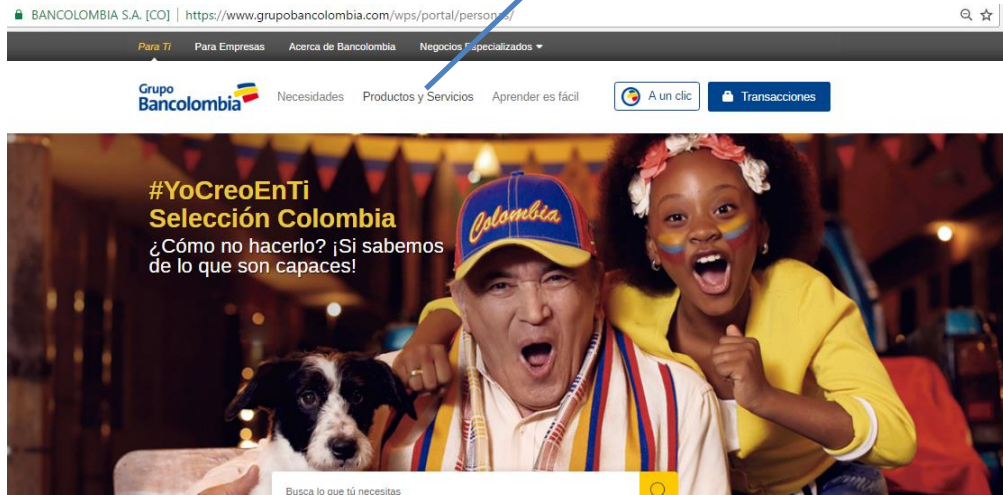 BANCOLOMBIA S.A. [CO] | https://www.grupobancolombia.com/wps/portal/personas/
Para Ti Para Empresas Acerca de Bancolombia Negocios Especializados
Grupo
Bancolombia Necesidades Productos y Servicios Aprender es fácil A un clic Transacciones
#YoCreoEnTi
Selección Colombia
¿Cómo no hacerlo? ¡Si sabemos
de lo que son capaces!
Colombia
Busca lo que tú necesitas